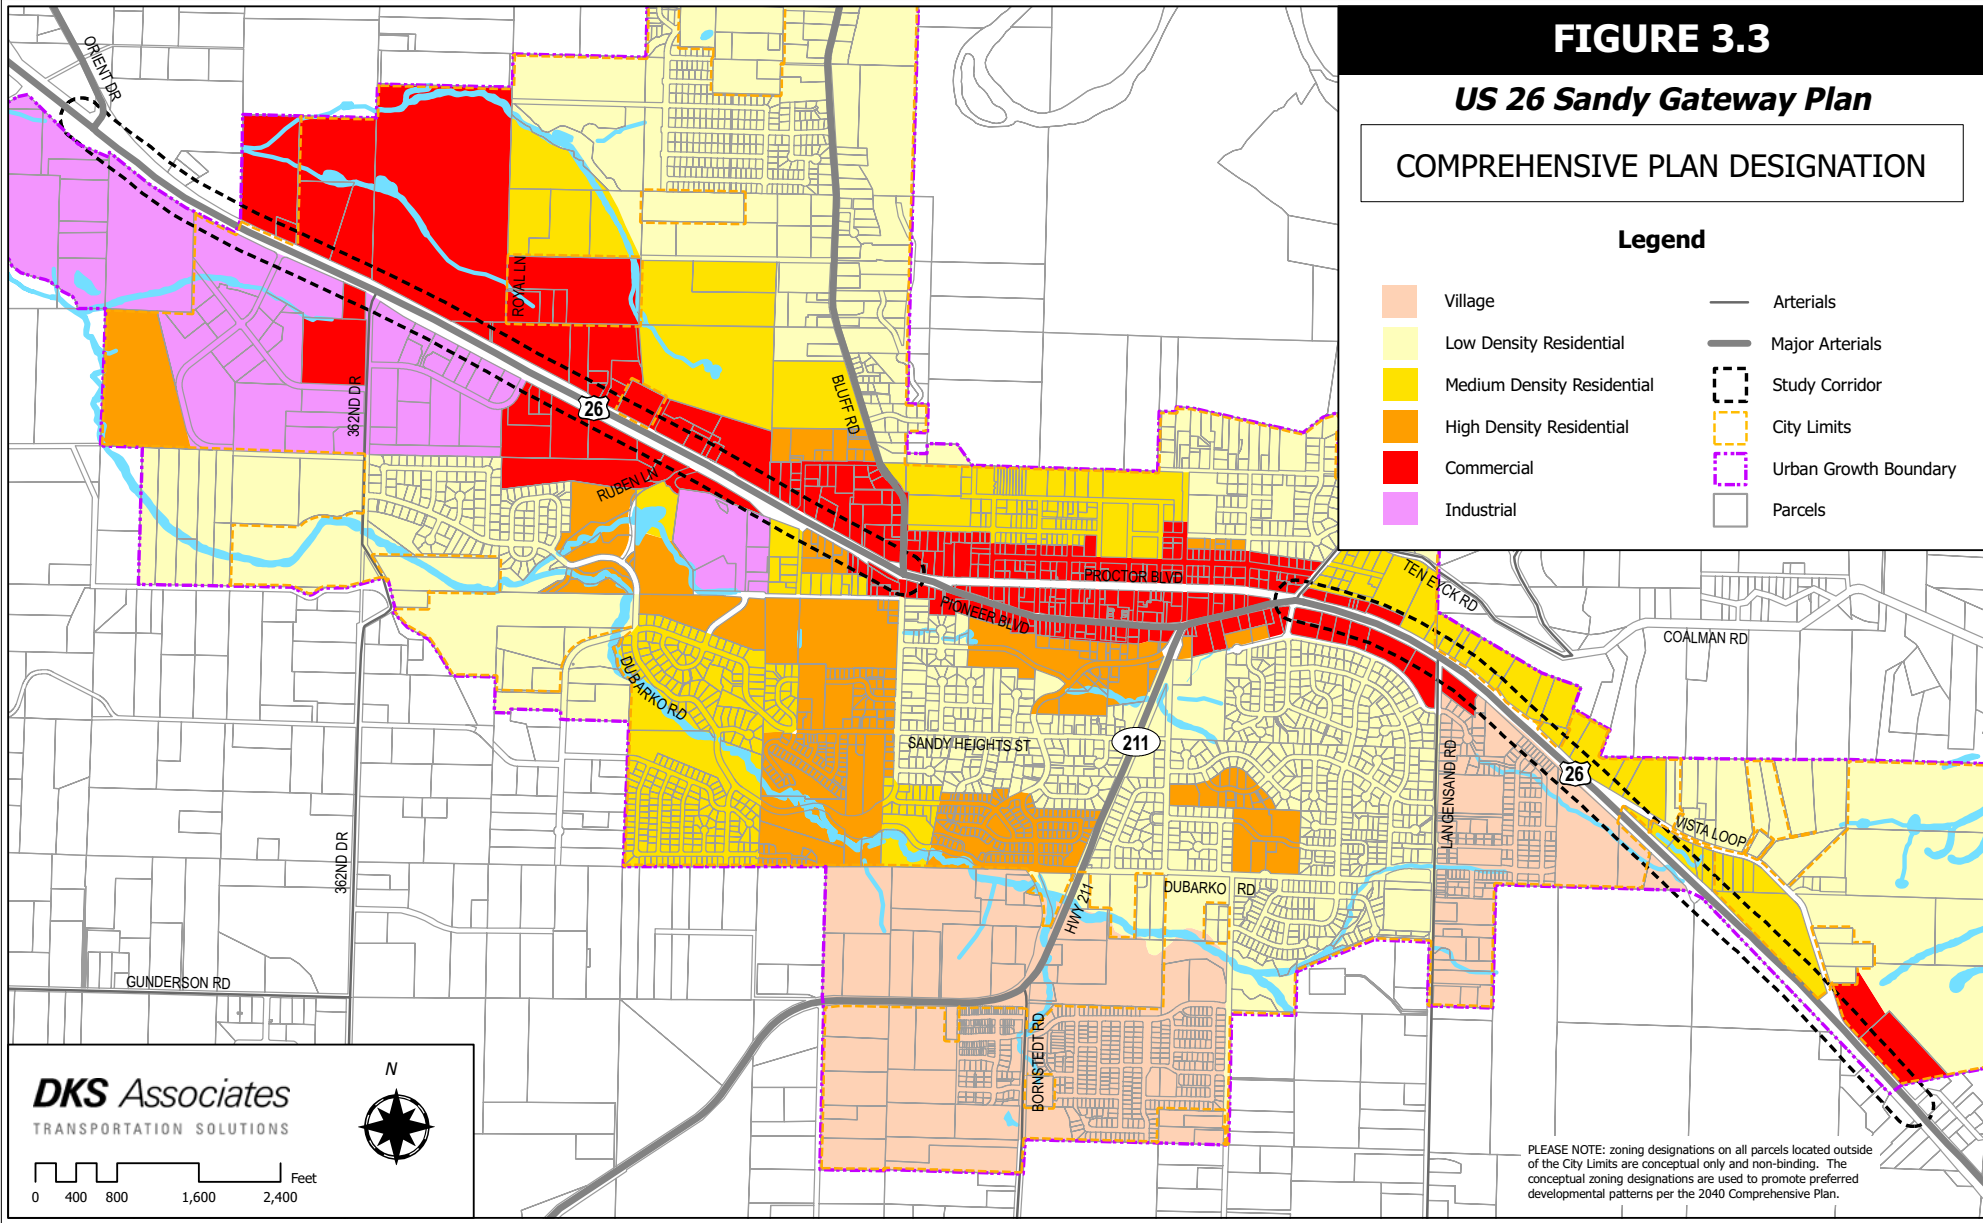 FIGURE 3.3
US 26 Sandy Gateway Plan
COMPREHENSIVE PLAN DESIGNATION
Legend
Village
Low Density Residential
Medium Density Residential
High Density Residential
Commercial
Industrial
Arterials
Major Arterials
Study Corridor
City Limits
Urban Growth Boundary
Parcels
ORIENT DR
ROYAL LN
362ND DR
26
BLUFF RD
RUBEN LN
PROCTOR BLVD
PIONEER BLVD
TEN EYCK RD
COALMAN RD
DUBARKO RD
SANDY HEIGHTS ST
211
LANGENSAND RD
26
VISTA LOOP
362ND DR
HWY 211
DUBARKO RD
GUNDERSON RD
BORNSTEDT RD
DKS Associates
TRANSPORTATION SOLUTIONS
N
0 400 800 1,600 2,400
Feet
PLEASE NOTE: zoning designations on all parcels located outside
of the City Limits are conceptual only and non-binding. The
conceptual zoning designations are used to promote preferred
developmental patterns per the 2040 Comprehensive Plan.